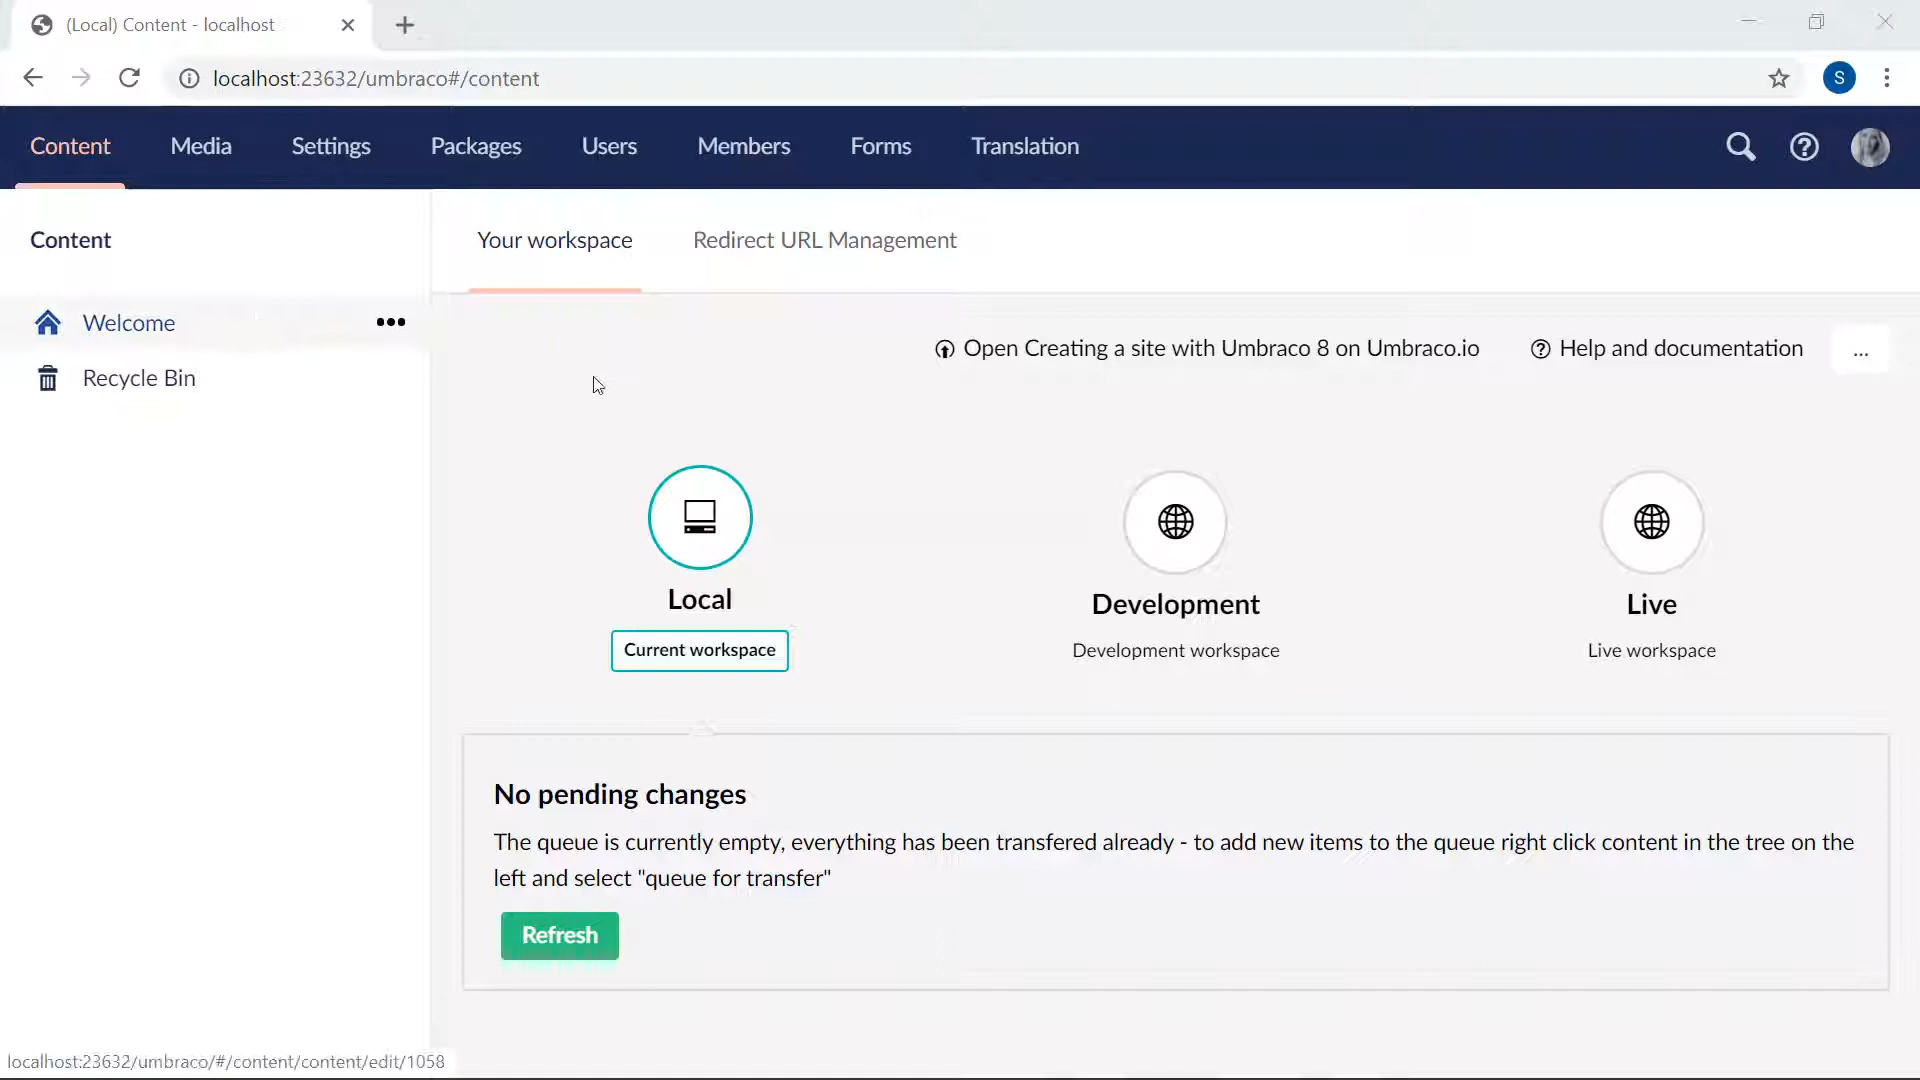 (Local) Content - localhost
localhost:23632/umbraco#/content
S
Content Media Settings Packages Users Members Forms Translation
Content
Your workspace Redirect URL Management
Welcome
Recycle Bin
Open Creating a site with Umbraco 8 on Umbraco.io Help and documentation ...
Local Development Live
Current workspace Development workspace Live workspace
No pending changes
The queue is currently empty, everything has been transfered already - to add new items to the queue right click content in the tree on the
left and select "queue for transfer"
Refresh
localhost:23632/umbraco/#/content/content/edit/1058